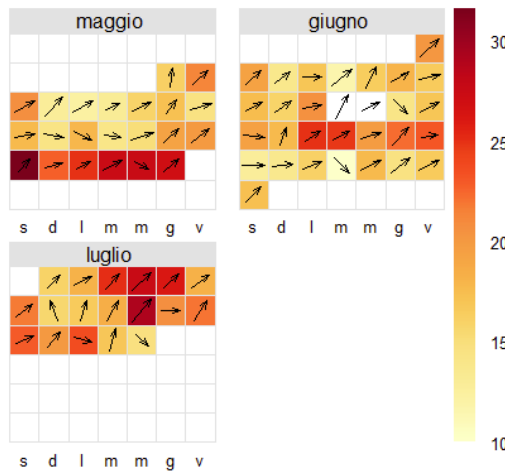 maggio
giugno
s d l m m g v
s d l m m g v
luglio
s d l m m g v
30
25
20
15
10